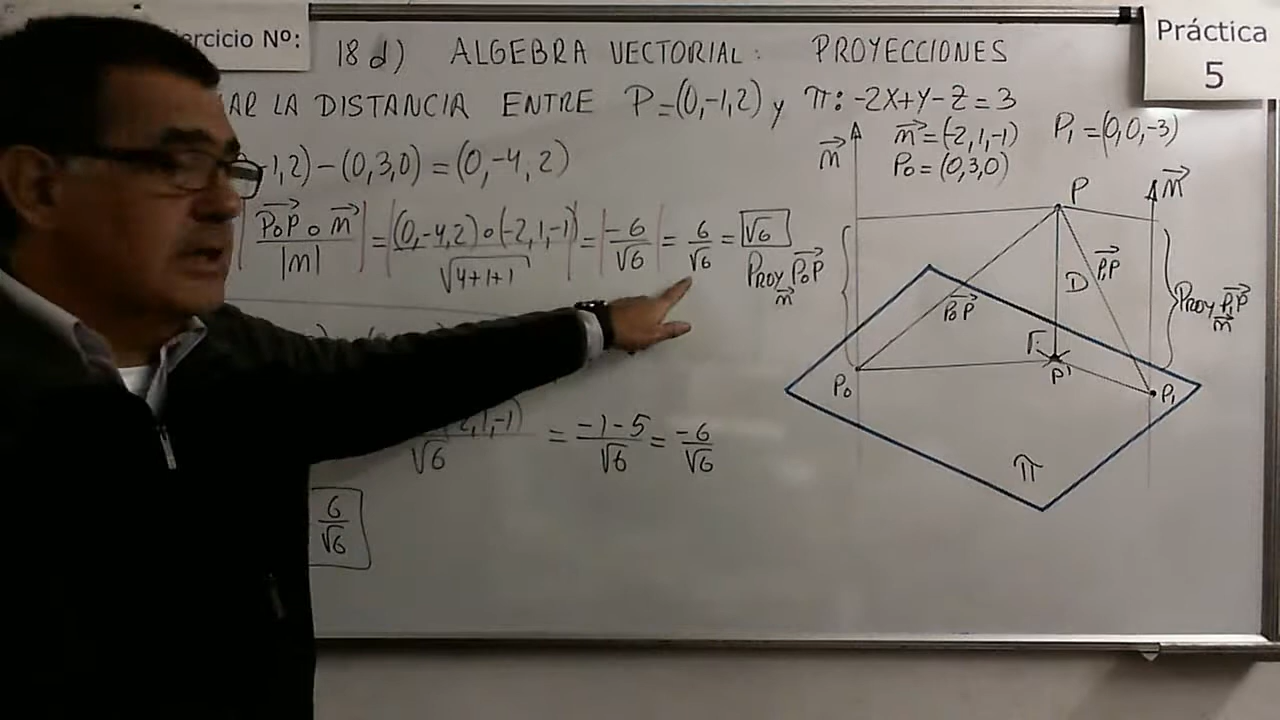 ercicio Nº:
18 d) ALGEBRA VECTORIAL: PROYECCIONES
Práctica
5
AR LA DISTANCIA ENTRE P=(0,-1,2) y π: -2X+Y-Z=3
m⃗ m⃗=(-2,1,-1) P₁=(0,0,-3)
P₀=(0,3,0)
-1,2)-(0,3,0)=(0,-4,2)
|P₀P⃗ ∘ m⃗ / |m|| = |(0,-4,2)∘(-2,1,-1) / √4+1+1| = |-6/√6| = 6/√6 = √6
Proy P₀P⃗
m⃗
P m⃗
P₁P⃗
D
P₀P⃗
Proy P₁P⃗
m⃗
P₀ P' P₁
π
2,1,-1) / √6 = -1-5/√6 = -6/√6
6/√6